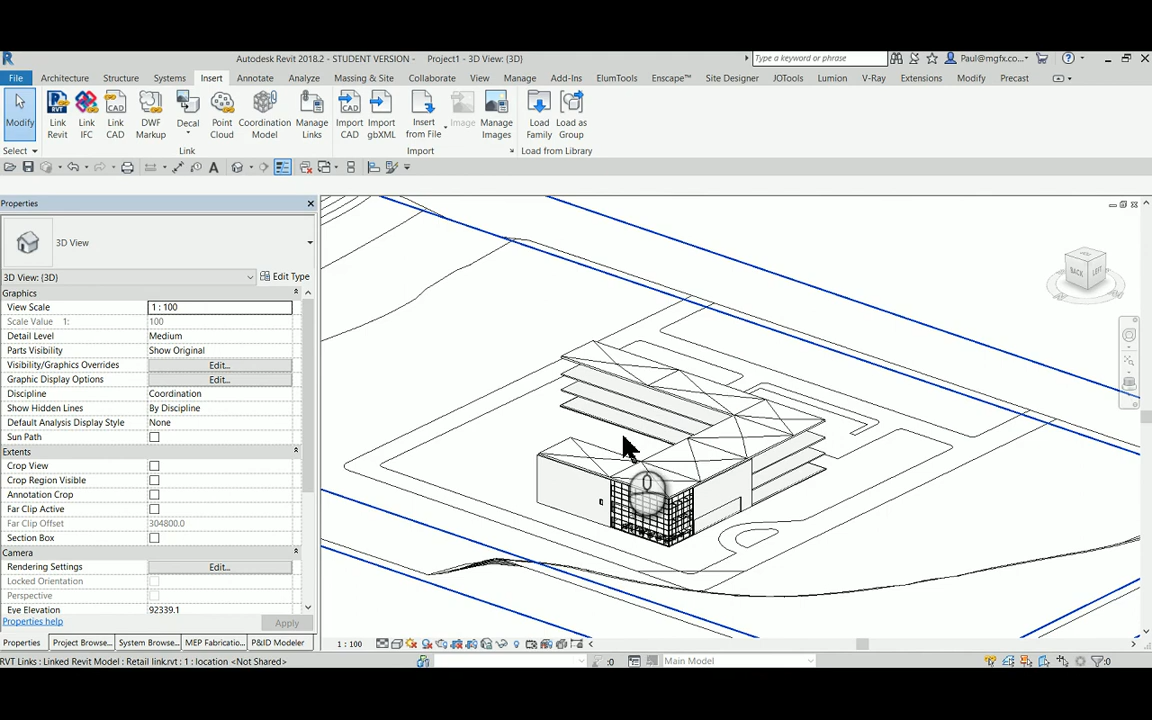 Autodesk Revit 2018.2 - STUDENT VERSION - Project1 - 3D View: {3D}
Type a keyword or phrase
Paul@mgfx.co...
File Architecture Structure Systems Insert Annotate Analyze Massing & Site Collaborate View Manage Add-Ins ElumTools Enscape™ Site Designer JOTools Lumion V-Ray Extensions Modify Precast
Modify
Link Revit
Link IFC
Link CAD
DWF Markup
Decal
Point Cloud
Coordination Model
Manage Links
Import CAD
Import gbXML
Insert from File
Image
Manage Images
Load Family
Load as Group
Select
Link
Import
Load from Library
Properties
3D View
3D View: {3D}
Edit Type
Graphics
View Scale 1 : 100
Scale Value 1: 100
Detail Level Medium
Parts Visibility Show Original
Visibility/Graphics Overrides Edit...
Graphic Display Options Edit...
Discipline Coordination
Show Hidden Lines By Discipline
Default Analysis Display Style None
Sun Path
Extents
Crop View
Crop Region Visible
Annotation Crop
Far Clip Active
Far Clip Offset 304800.0
Section Box
Camera
Rendering Settings Edit...
Locked Orientation
Perspective
Eye Elevation 92339.1
Properties help
Apply
BACK LEFT
Properties Project Browse... System Browse... MEP Fabricatio... P&ID Modeler
1 : 100
RVT Links : Linked Revit Model : Retail link.rvt : 1 : location <Not Shared>
:0
Main Model
:0